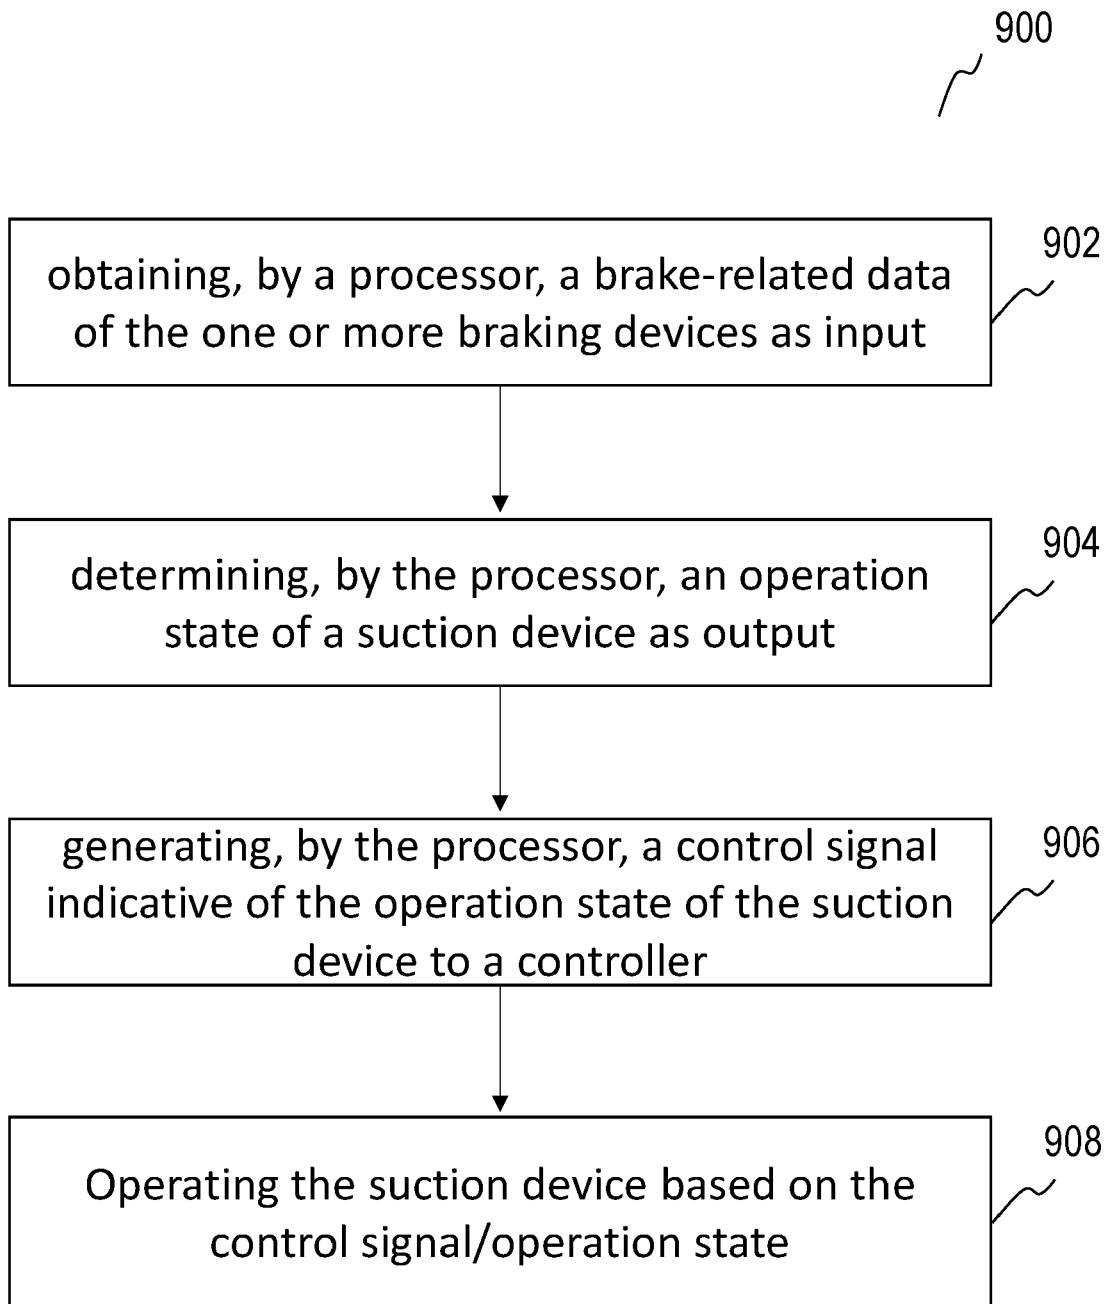 900
902
obtaining, by a processor, a brake-related data
of the one or more braking devices as input
904
determining, by the processor, an operation
state of a suction device as output
906
generating, by the processor, a control signal
indicative of the operation state of the suction
device to a controller
908
Operating the suction device based on the
control signal/operation state